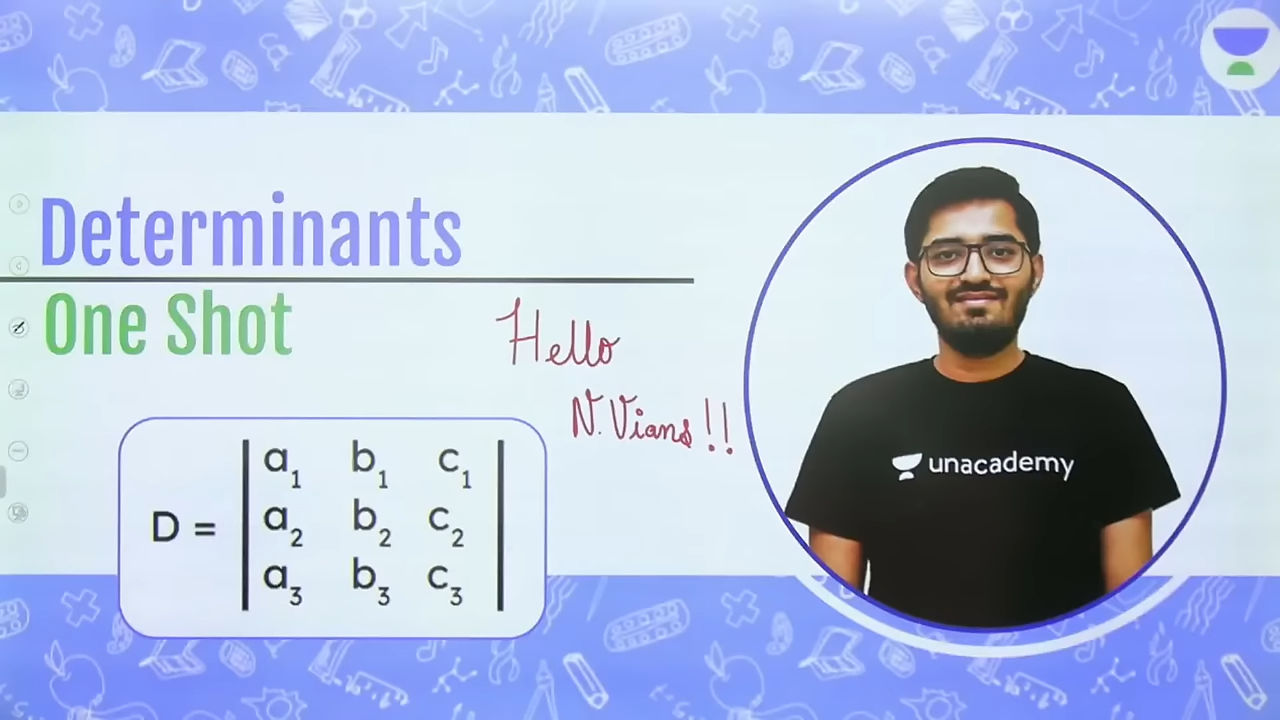 Determinants
One Shot
Hello
N.Vians!!
D =
a₁ b₁ c₁
a₂ b₂ c₂
a₃ b₃ c₃
unacademy